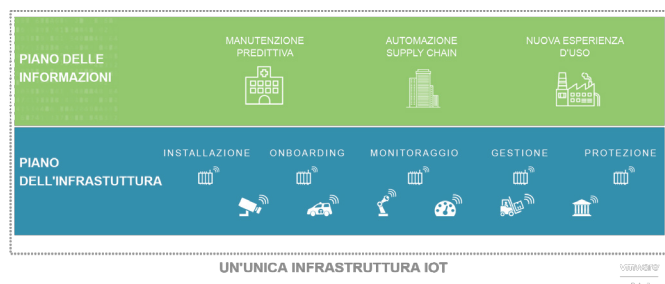 MANUTENZIONE
PREDITTIVA
AUTOMAZIONE
SUPPLY CHAIN
NUOVA ESPERIENZA
D'USO
PIANO DELLE
INFORMAZIONI
INSTALLAZIONE
ONBOARDING
MONITORAGGIO
GESTIONE
PROTEZIONE
PIANO
DELL'INFRASTUTTURA
UN'UNICA INFRASTRUTTURA IOT
vmware